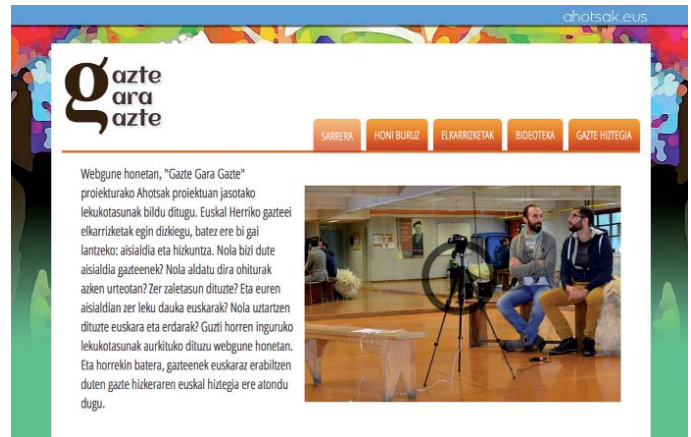 ahotsak.eus
gazte
gara
gazte
SARRERA HONI BURUZ ELKARRIZKETAK BIDEOTEKA GAZTE HIZTEGIA
Webgune honetan, "Gazte Gara Gazte"
proiekturako Ahotsak proiektuan jasotako
lekukotasunak bildu ditugu. Euskal Herriko gazteei
elkarrizketak egin dizkiegu, batez ere bi gai
lantzeko: aisialdia eta hizkuntza. Nola bizi dute
aisialdia gazteenek? Nola aldatu dira ohiturak
azken urteotan? Zer zaletasun dituzte? Eta euren
aisialdian zer leku dauka euskarak? Nola uztartzen
dituzte euskara eta erdarak? Guzti horren inguruko
lekukotasunak aurkituko dituzu webgune honetan.
Eta horrekin batera, gazteenek euskaraz erabiltzen
duten gazte hizkeraren euskal hiztegia ere atondu
dugu.